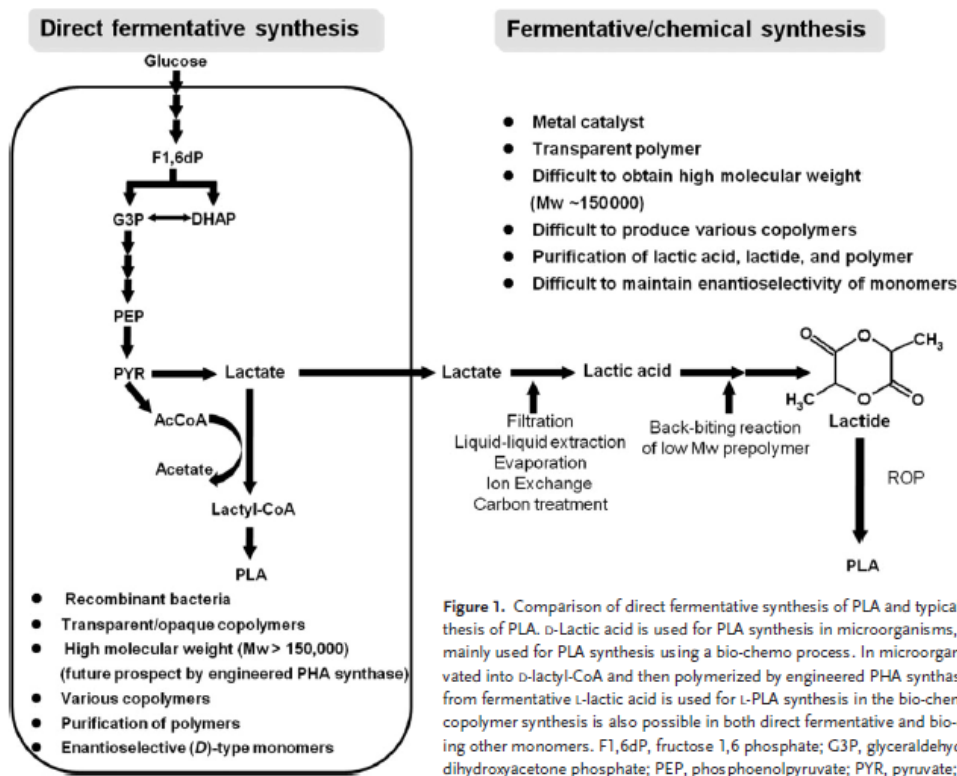 Direct fermentative synthesis
Glucose
F1,6dP
G3P
DHAP
PEP
PYR
Lactate
AcCoA
Acetate
Lactyl-CoA
PLA
● Recombinant bacteria
● Transparent/opaque copolymers
● High molecular weight (Mw > 150,000)
(future prospect by engineered PHA synthase)
● Various copolymers
● Purification of polymers
● Enantioselective (D)-type monomers
Fermentative/chemical synthesis
● Metal catalyst
● Transparent polymer
● Difficult to obtain high molecular weight
(Mw ~150000)
● Difficult to produce various copolymers
● Purification of lactic acid, lactide, and polymer
● Difficult to maintain enantioselectivity of monomers
Lactate
Filtration
Liquid-liquid extraction
Evaporation
Ion Exchange
Carbon treatment
Lactic acid
Back-biting reaction
of low Mw prepolymer
O
O
CH₃
H₃C
O
O
Lactide
ROP
PLA
Figure 1. Comparison of direct fermentative synthesis of PLA and typica
thesis of PLA. D-Lactic acid is used for PLA synthesis in microorganisms,
mainly used for PLA synthesis using a bio-chemo process. In microorgar
vated into D-lactyl-CoA and then polymerized by engineered PHA synthas
from fermentative L-lactic acid is used for L-PLA synthesis in the bio-chen
copolymer synthesis is also possible in both direct fermentative and bio-
ing other monomers. F1,6dP, fructose 1,6 phosphate; G3P, glyceraldehyd
dihydroxyacetone phosphate; PEP, phosphoenolpyruvate; PYR, pyruvate;